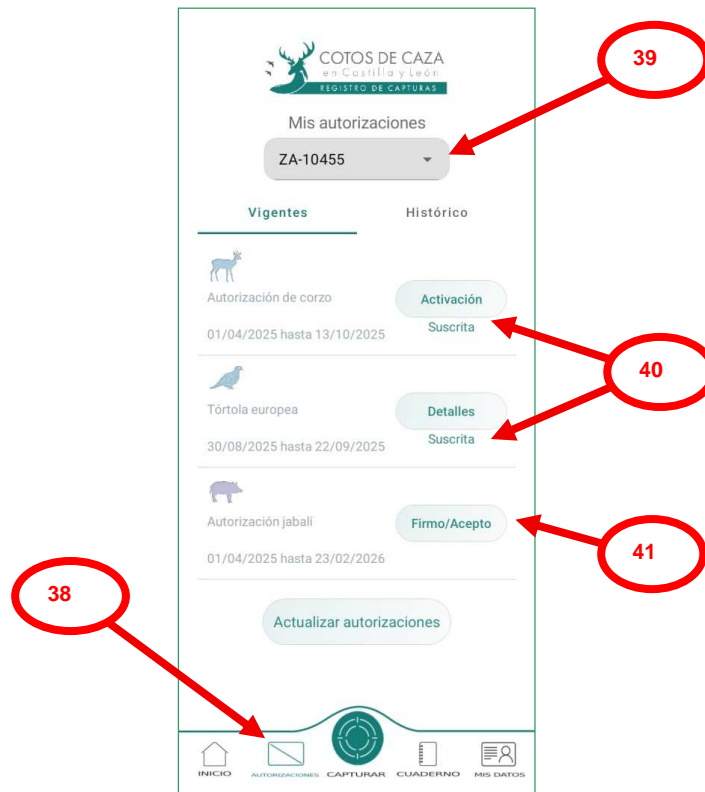 COTOS DE CAZA
en Castilla y León
REGISTRO DE CAPTURAS
39
Mis autorizaciones
ZA-10455
Vigentes
Histórico
Autorización de corzo
Activación
Suscrita
01/04/2025 hasta 13/10/2025
40
Tórtola europea
Detalles
Suscrita
30/08/2025 hasta 22/09/2025
Autorización jabalí
Firmo/Acepto
01/04/2025 hasta 23/02/2026
41
38
Actualizar autorizaciones
INICIO
AUTORIZACIONES
CAPTURAR
CUADERNO
MIS DATOS